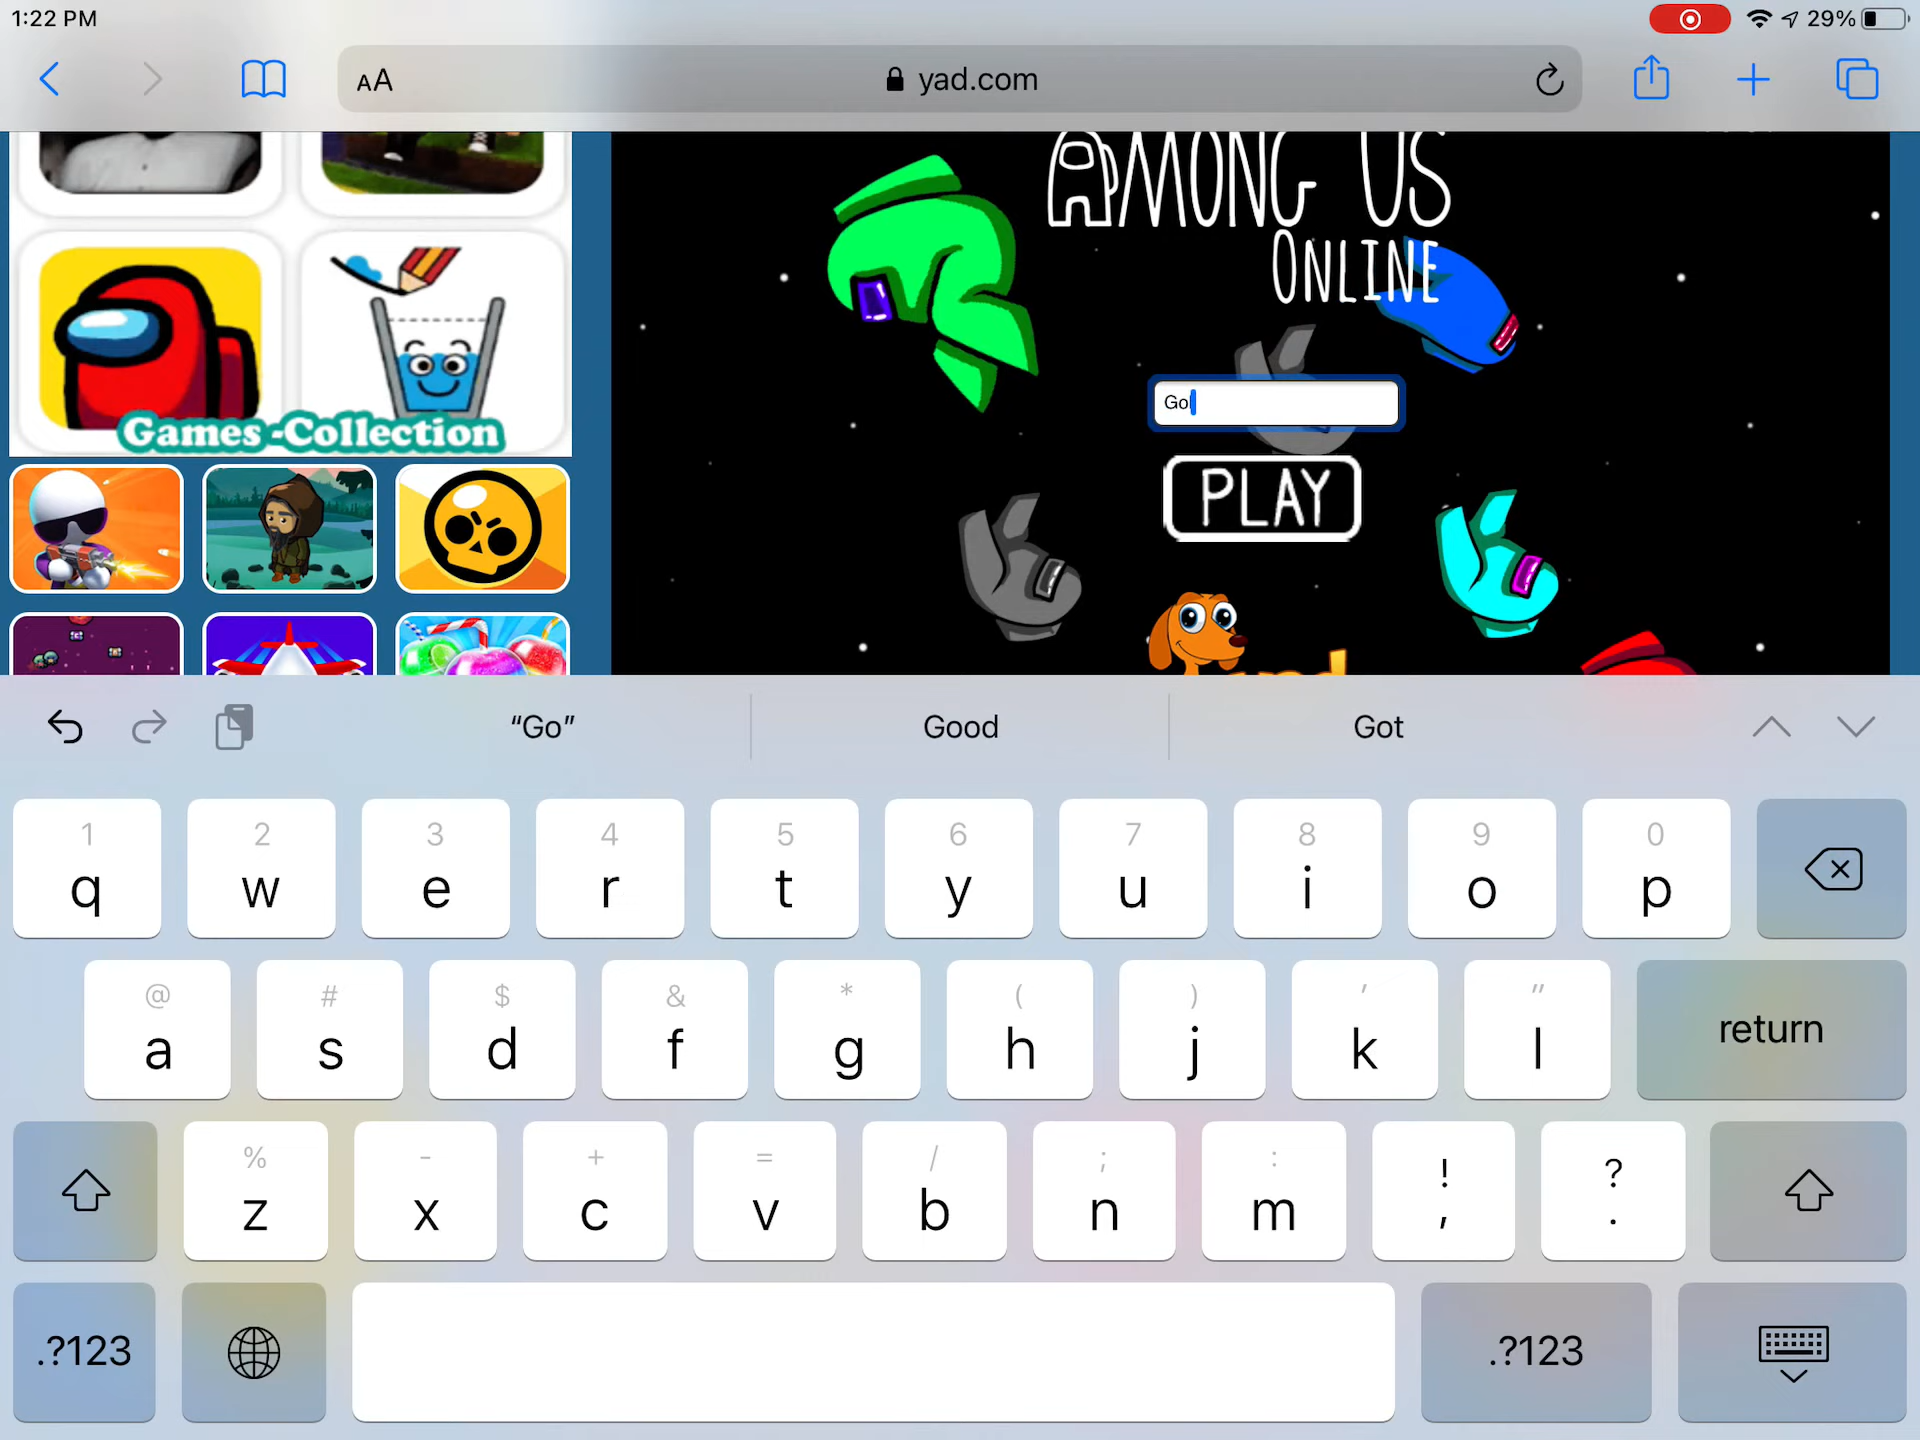 1:22 PM
29%
AA
yad.com
AMONG US
ONLINE
Go
PLAY
Games-Collection
“Go”
Good
Got
1 2 3 4 5 6 7 8 9 0
q w e r t y u i o p
@ # $ & * ( ) ' "
a s d f g h j k l return
% - + = / ; : ! ?
z x c v b n m , .
.?123 .?123